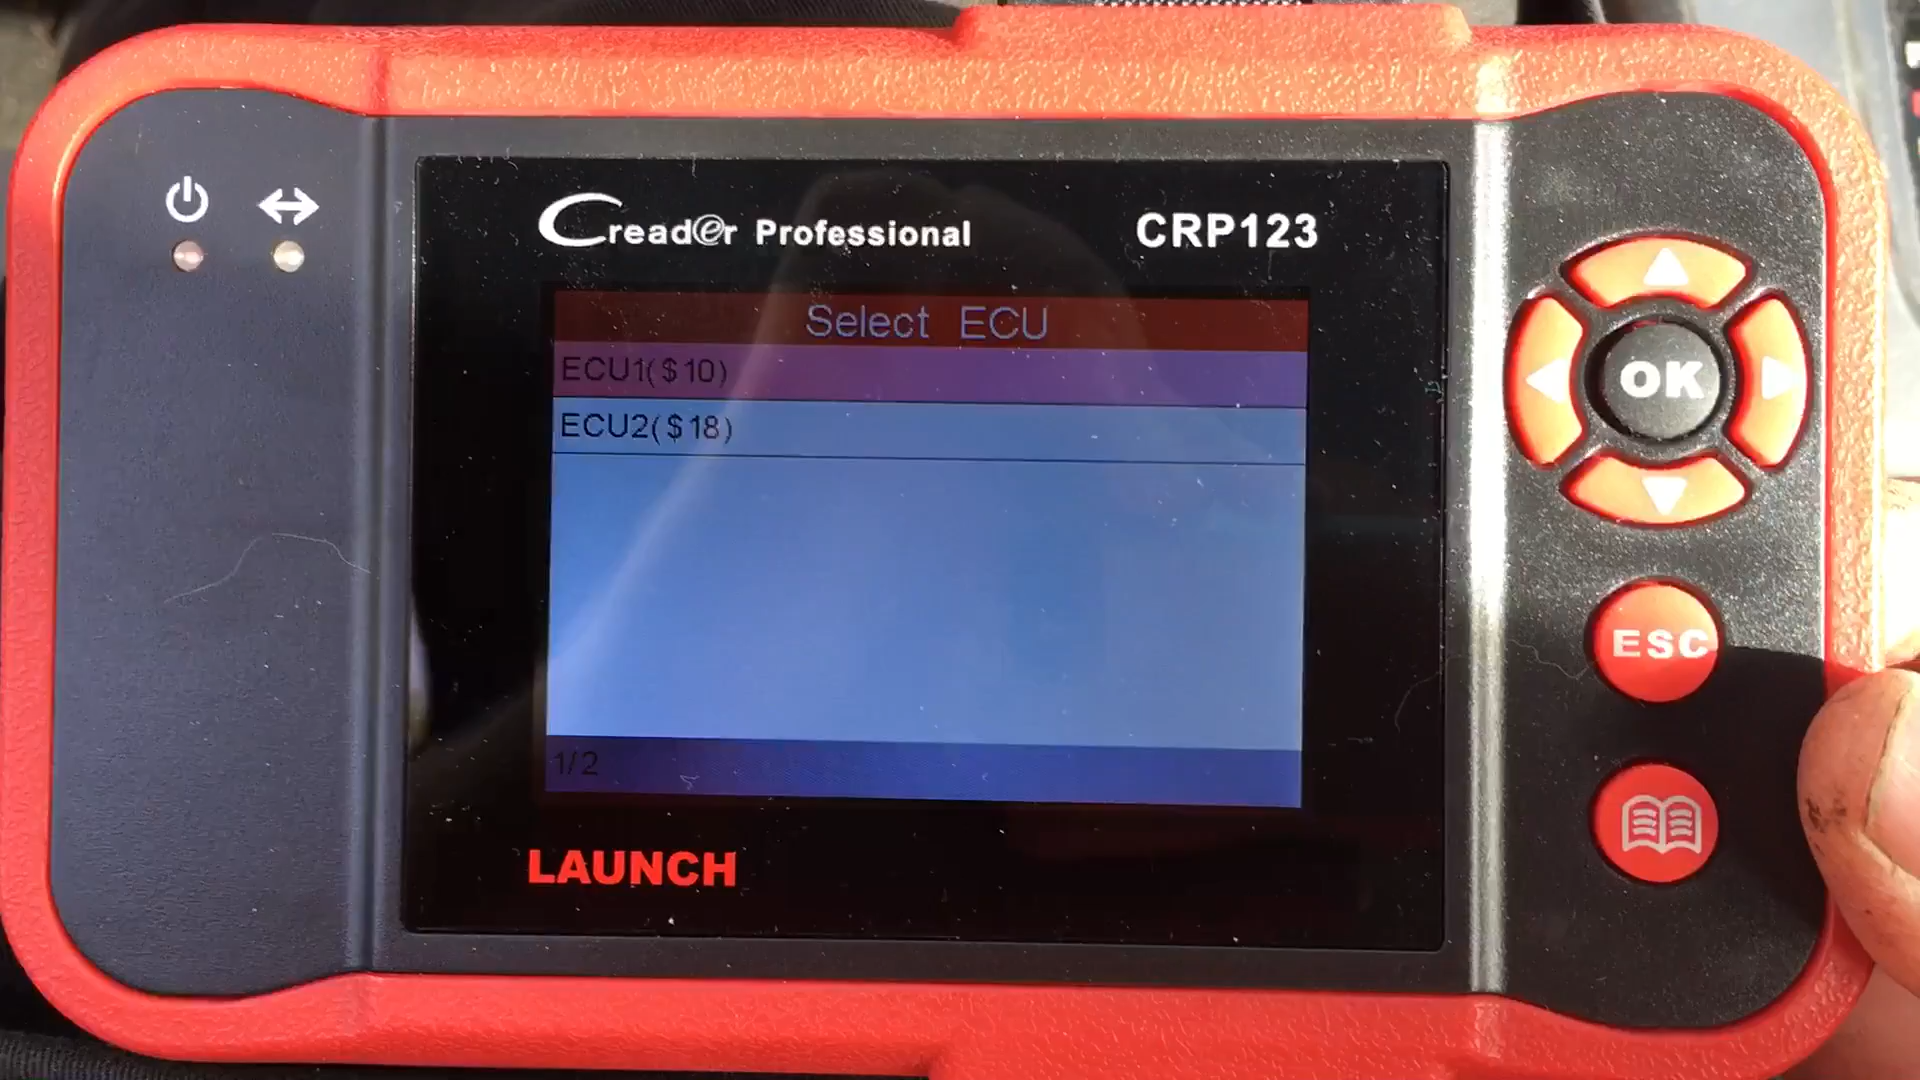 Creader Professional CRP123
Select ECU
ECU1($10)
ECU2($18)
1/2
LAUNCH
OK
ESC